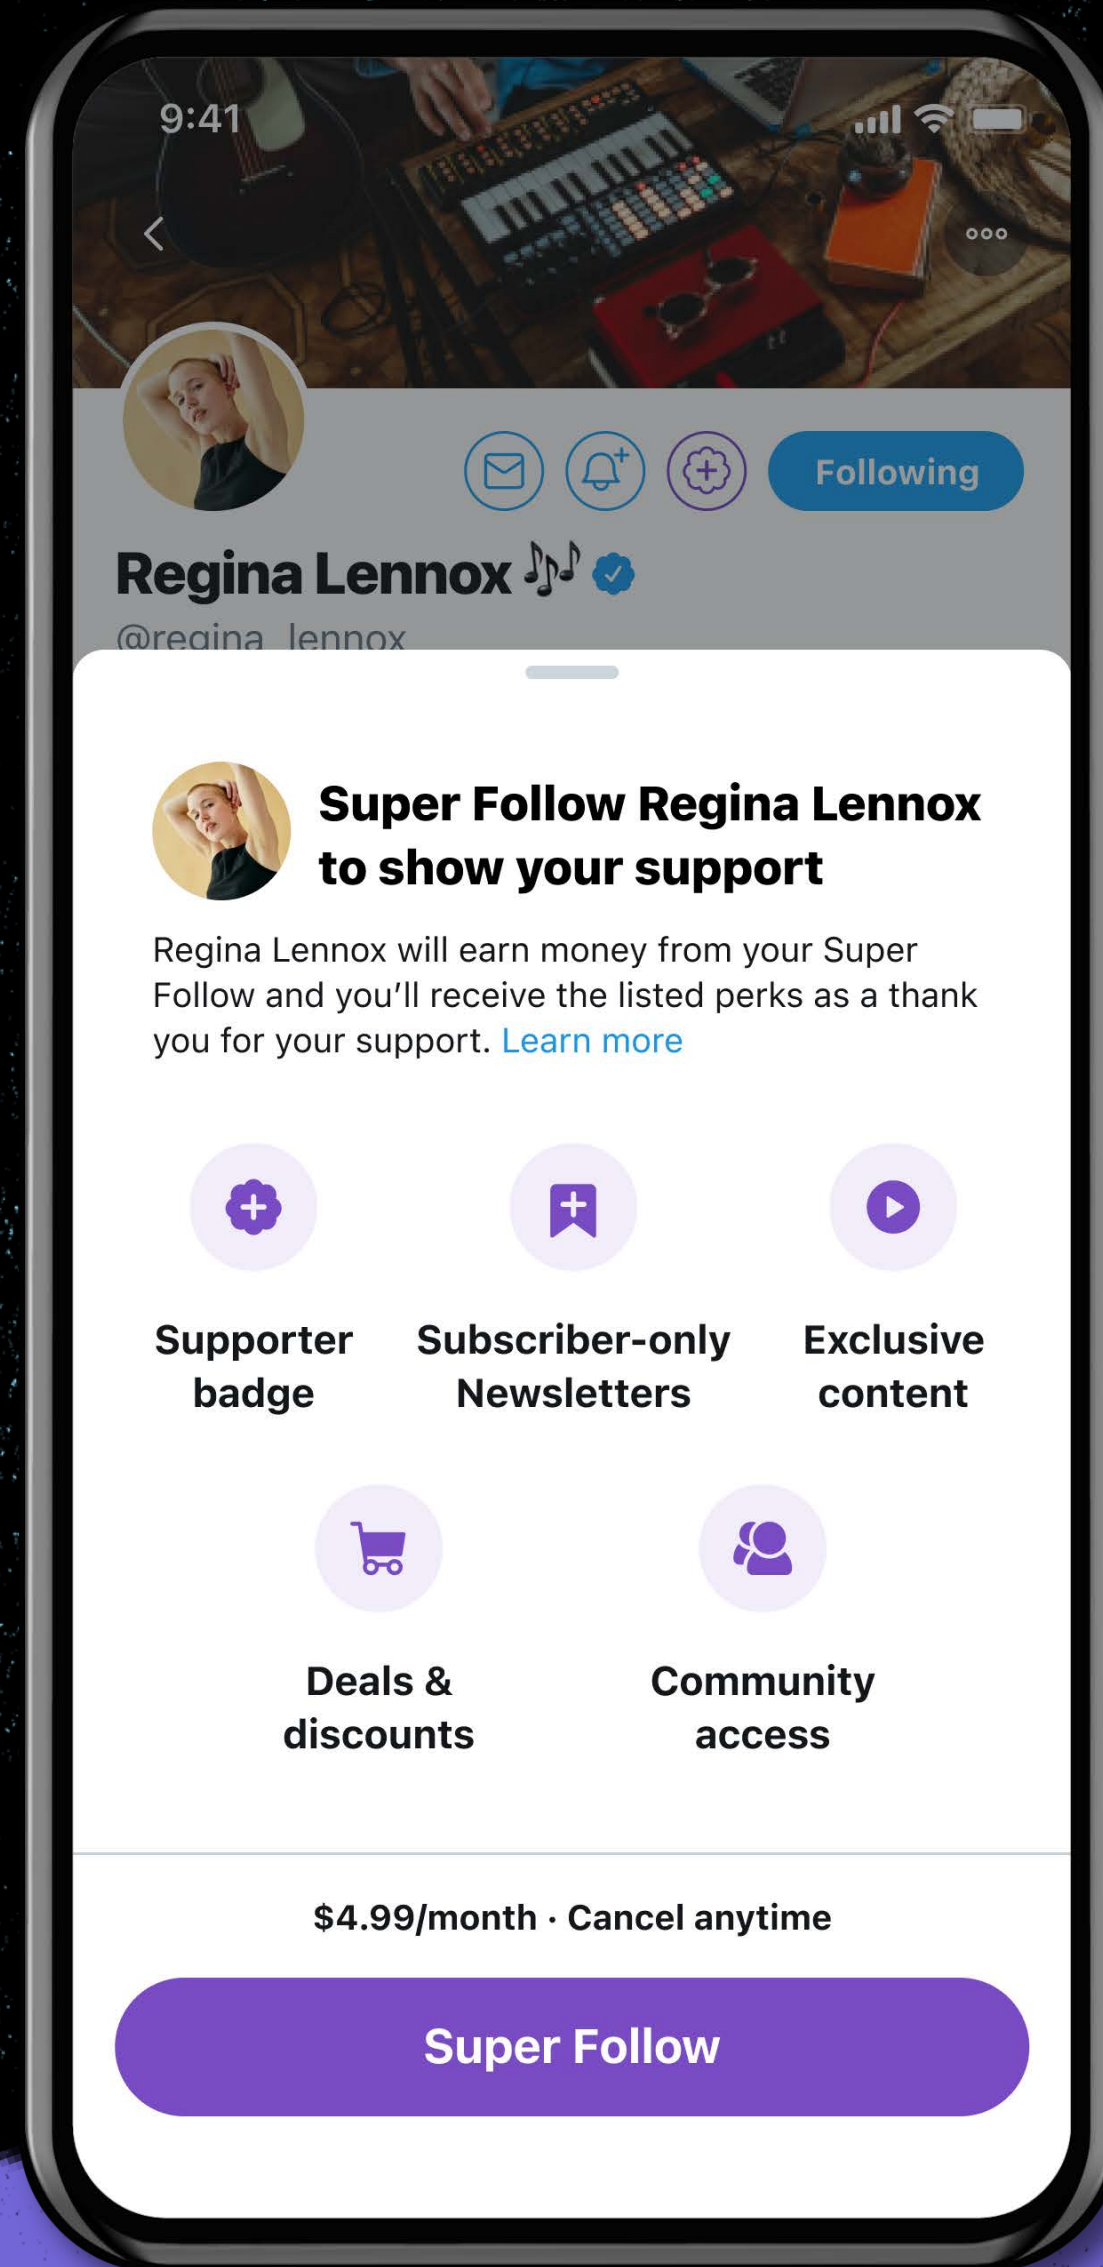 9:41
Following
Regina Lennox
@regina_lennox
Super Follow Regina Lennox
to show your support
Regina Lennox will earn money from your Super
Follow and you’ll receive the listed perks as a thank
you for your support. Learn more
Supporter
badge
Subscriber-only
Newsletters
Exclusive
content
Deals &
discounts
Community
access
$4.99/month · Cancel anytime
Super Follow